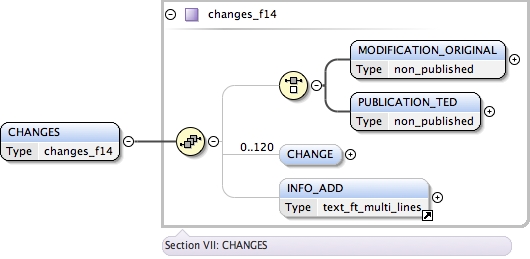 changes_f14
MODIFICATION_ORIGINAL
Type non_published
PUBLICATION_TED
Type non_published
CHANGES
Type changes_f14
0..120
CHANGE
INFO_ADD
Type text_ft_multi_lines
Section VII: CHANGES